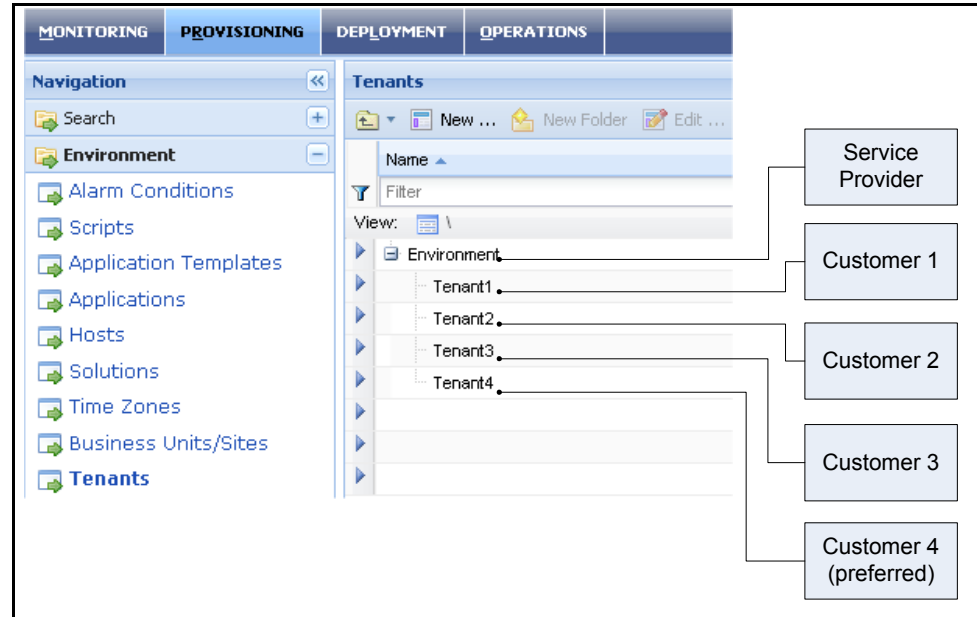 MONITORING PROVISIONING DEPLOYMENT OPERATIONS
Navigation
Search
Environment
Alarm Conditions
Scripts
Application Templates
Applications
Hosts
Solutions
Time Zones
Business Units/Sites
Tenants
Tenants
New ... New Folder Edit ...
Name
Filter
View: \
Environment
Tenant1
Tenant2
Tenant3
Tenant4
Service
Provider
Customer 1
Customer 2
Customer 3
Customer 4
(preferred)